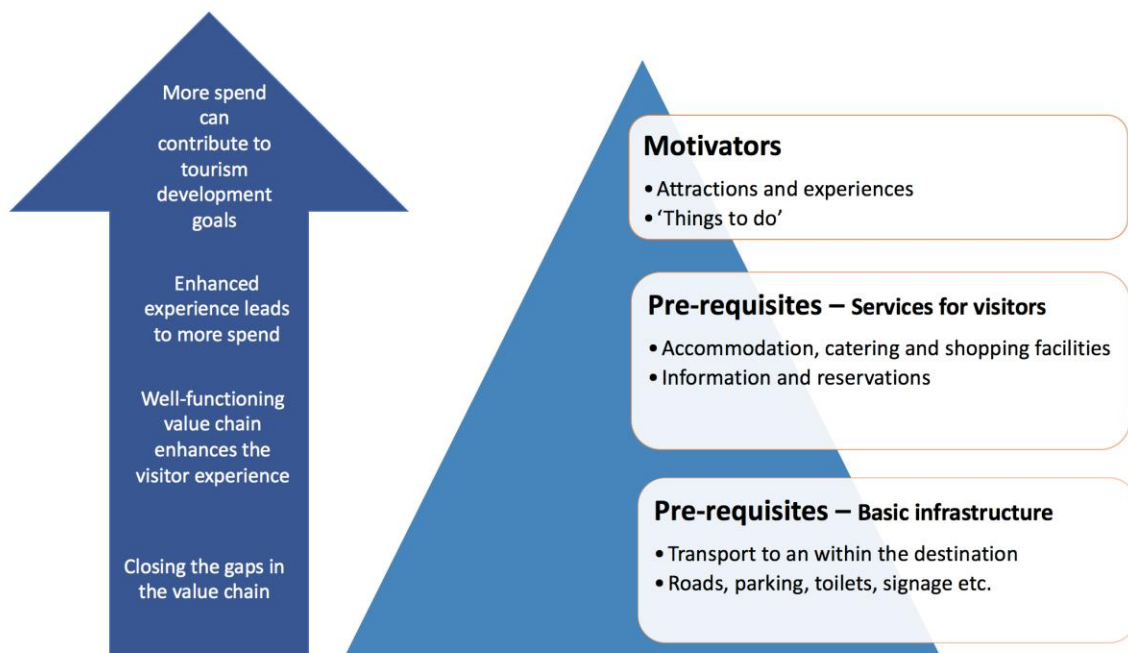 More spend
can
contribute to
tourism
development
goals
Enhanced
experience leads
to more spend
Well-functioning
value chain
enhances the
visitor experience
Closing the gaps in
the value chain
Motivators
• Attractions and experiences
• ‘Things to do’
Pre-requisites – Services for visitors
• Accommodation, catering and shopping facilities
• Information and reservations
Pre-requisites – Basic infrastructure
• Transport to an within the destination
• Roads, parking, toilets, signage etc.